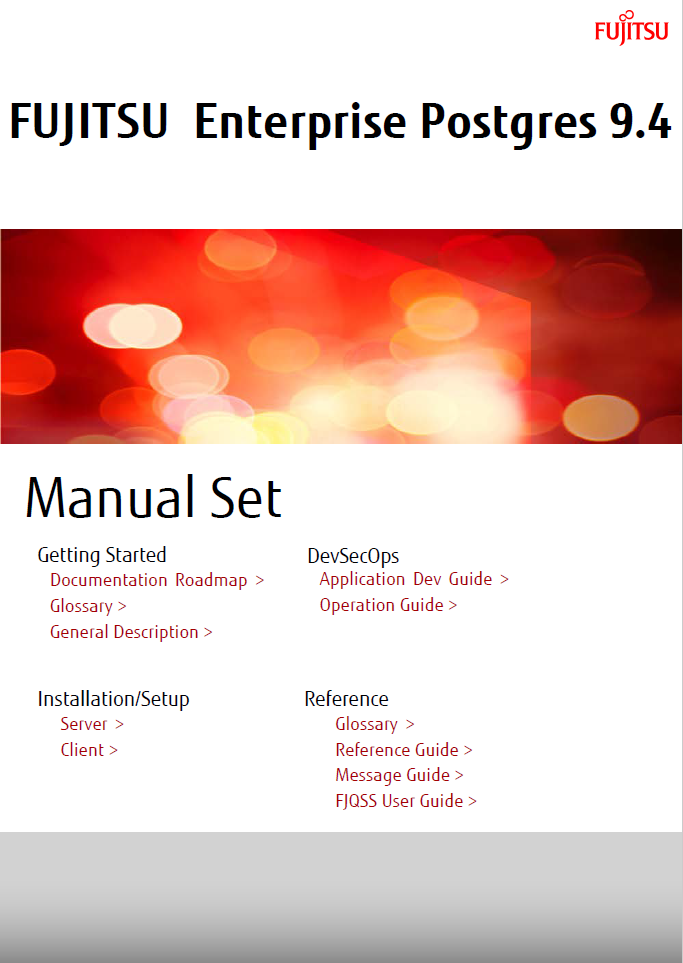 FUJITSU
FUJITSU Enterprise Postgres 9.4
Manual Set
Getting Started
Documentation Roadmap >
Glossary >
General Description >
DevSecOps
Application Dev Guide >
Operation Guide >
Installation/Setup
Server >
Client >
Reference
Glossary >
Reference Guide >
Message Guide >
FJQSS User Guide >